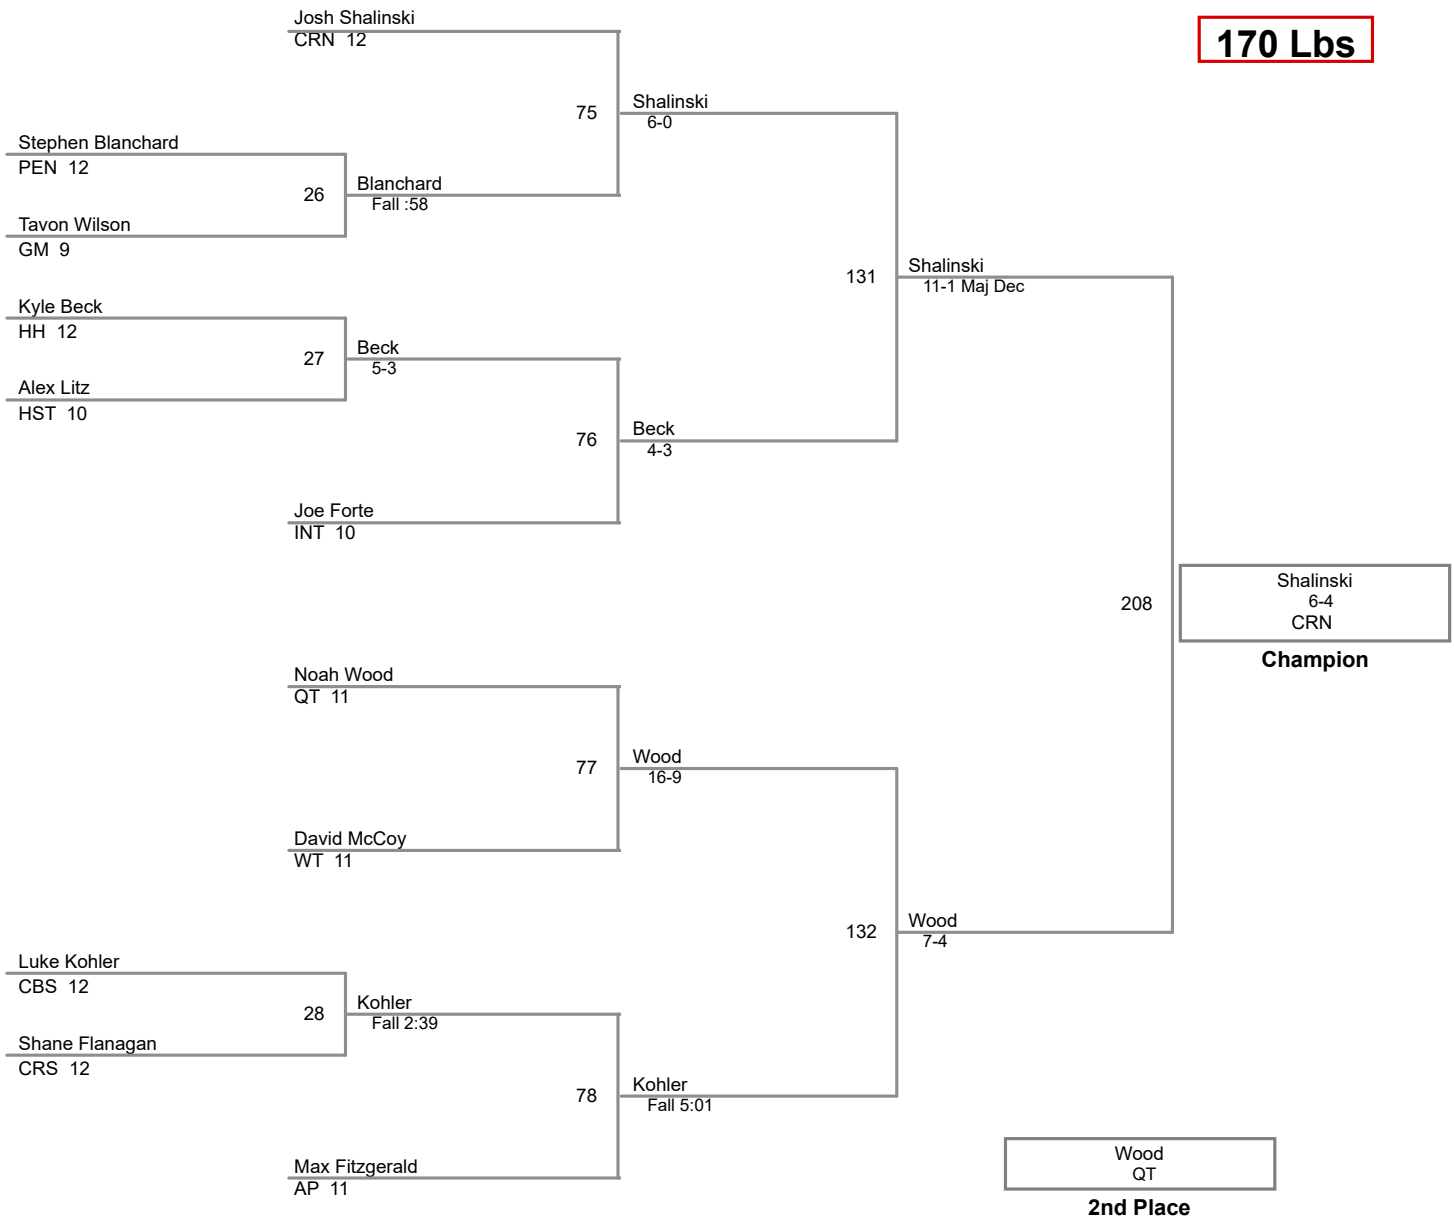 Josh Shalinski
CRN 12
170 Lbs
75
Shalinski
6-0
Stephen Blanchard
PEN 12
26
Blanchard
Fall :58
Tavon Wilson
GM 9
131
Shalinski
11-1 Maj Dec
Kyle Beck
HH 12
27
Beck
5-3
Alex Litz
HST 10
76
Beck
4-3
Joe Forte
INT 10
208
Shalinski
6-4
CRN
Champion
Noah Wood
QT 11
77
Wood
16-9
David McCoy
WT 11
132
Wood
7-4
Luke Kohler
CBS 12
28
Kohler
Fall 2:39
Shane Flanagan
CRS 12
78
Kohler
Fall 5:01
Max Fitzgerald
AP 11
Wood
QT
2nd Place